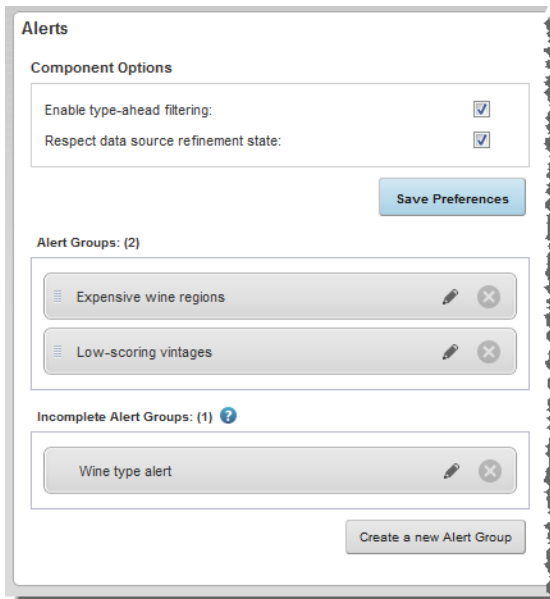 Alerts
Component Options
Enable type-ahead filtering:
Respect data source refinement state:
Save Preferences
Alert Groups: (2)
Expensive wine regions
Low-scoring vintages
Incomplete Alert Groups: (1) ?
Wine type alert
Create a new Alert Group